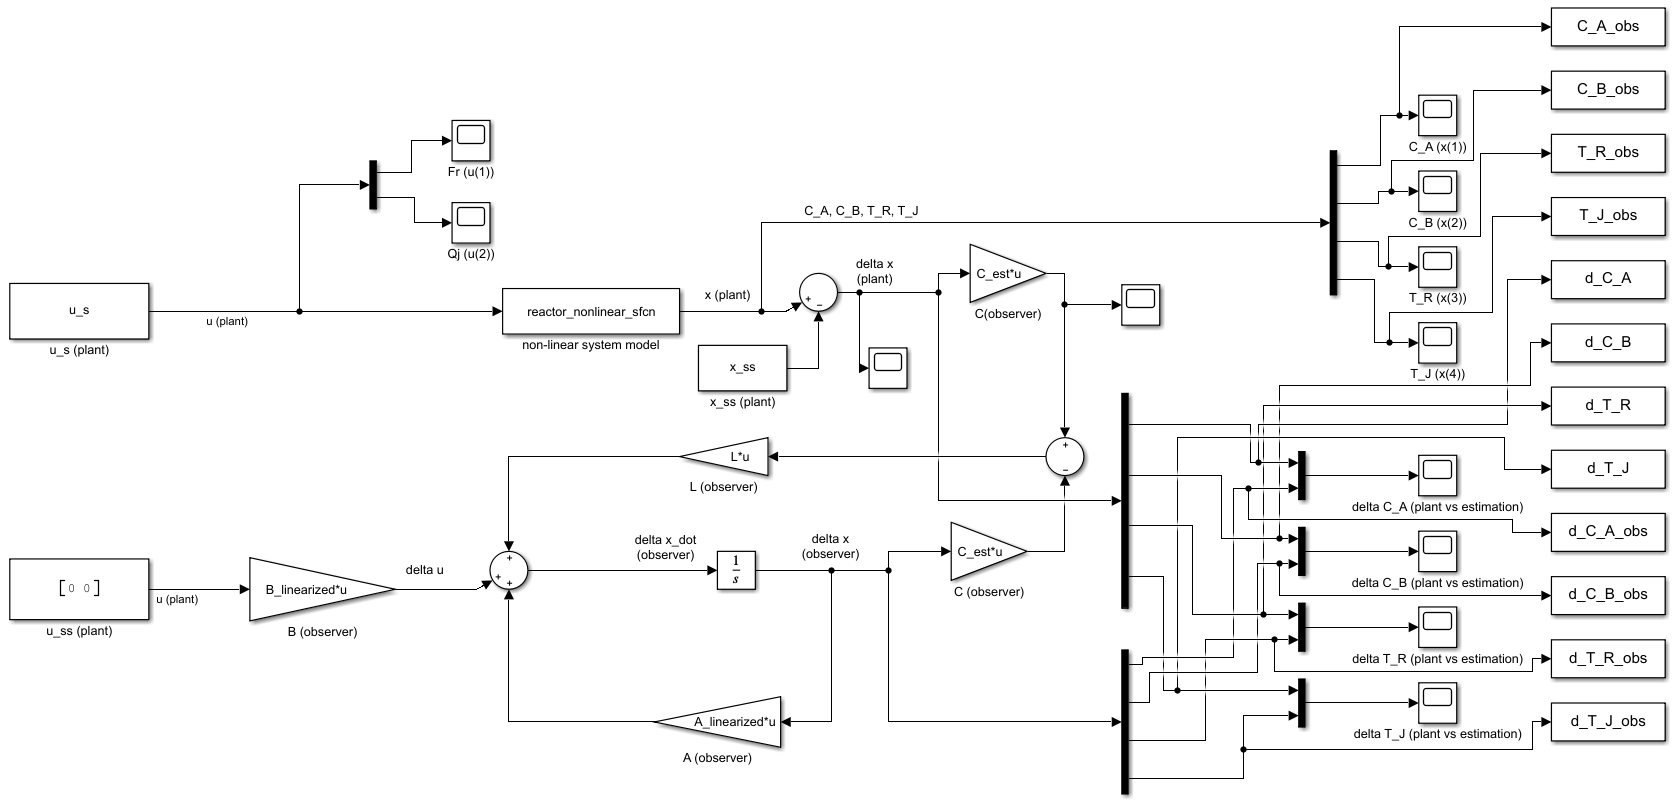 C_A_obs
C_B_obs
C_A (x(1))
Fr (u(1))
T_R_obs
C_A, C_B, T_R, T_J
C_B (x(2))
T_J_obs
Qj (u(2))
delta x
(plant)
C_est*u
C(observer)
T_R (x(3))
d_C_A
u_s
u_s (plant)
u (plant)
reactor_nonlinear_sfcn
non-linear system model
x (plant)
+
−
x_ss
x_ss (plant)
T_J (x(4))
d_C_B
d_T_R
L*u
L (observer)
+
−
d_T_J
delta C_A (plant vs estimation)
d_C_A_obs
delta x_dot
(observer)
delta x
(observer)
C_est*u
C (observer)
+
+
+
1
s
delta u
[0 0]
u_ss (plant)
u (plant)
B_linearized*u
B (observer)
delta C_B (plant vs estimation)
d_C_B_obs
delta T_R (plant vs estimation)
d_T_R_obs
A_linearized*u
A (observer)
delta T_J (plant vs estimation)
d_T_J_obs